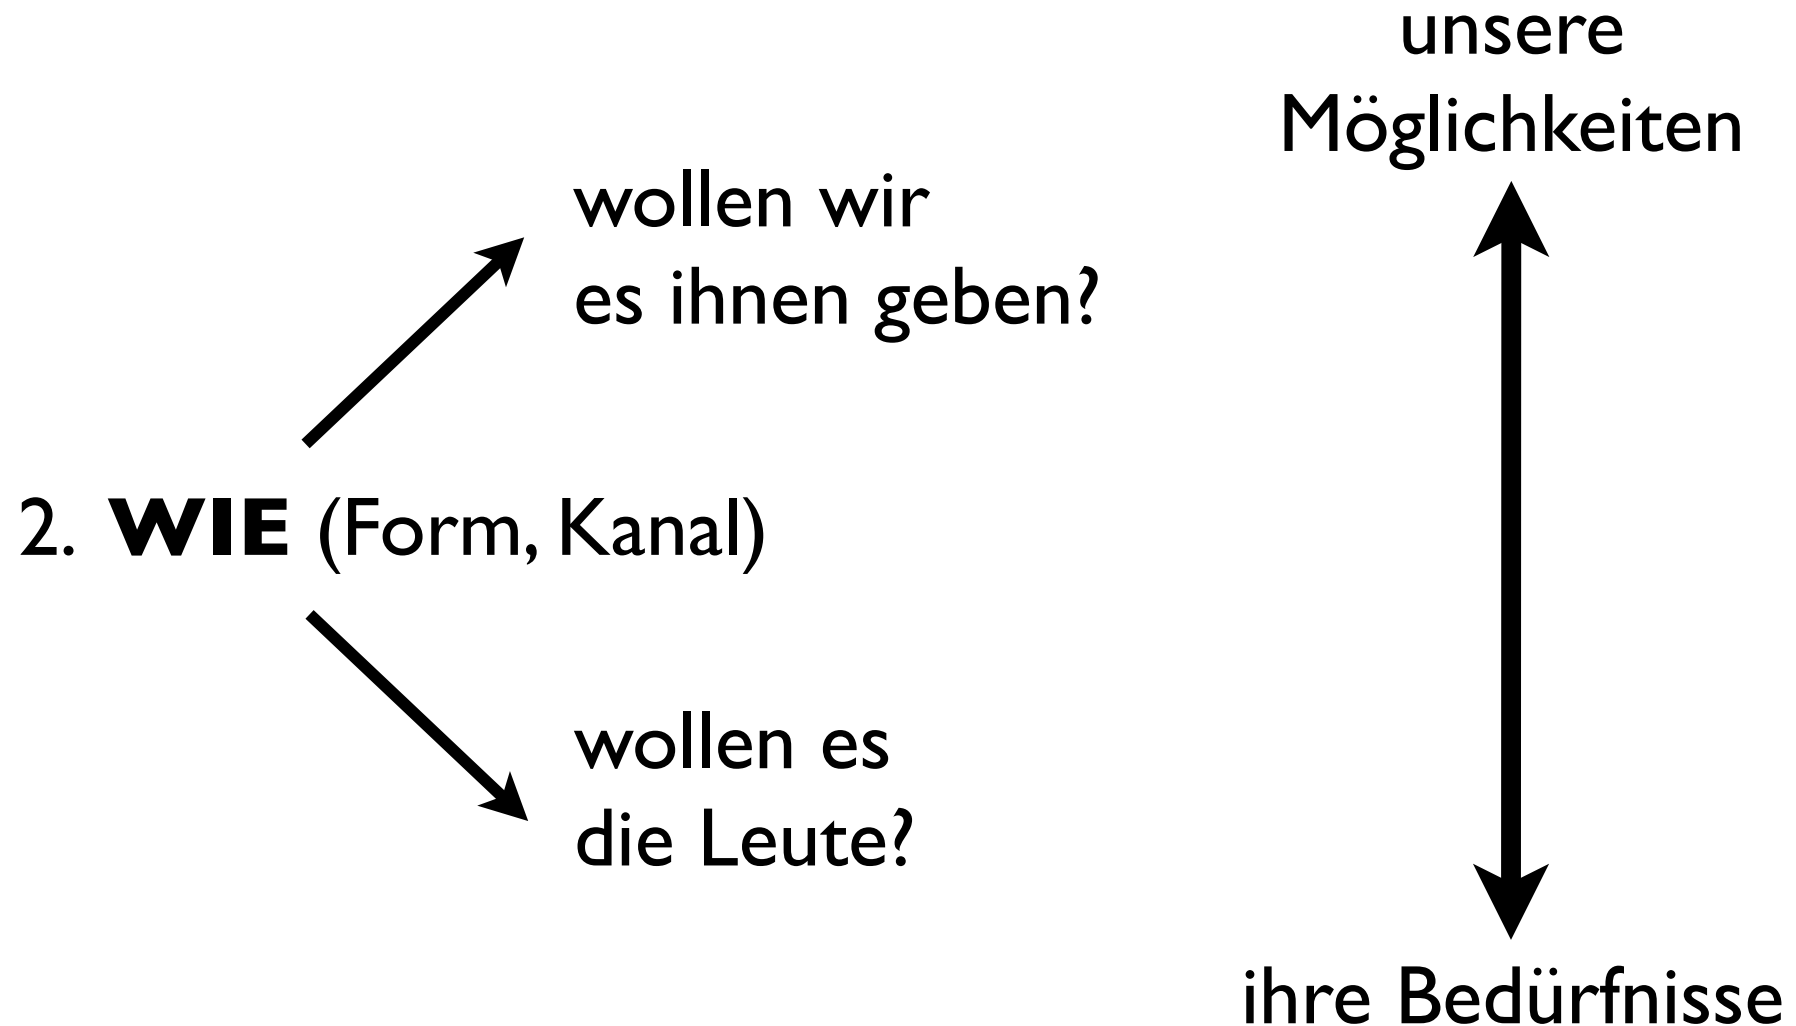 unsere
Möglichkeiten
wollen wir
es ihnen geben?
2. WIE (Form, Kanal)
wollen es
die Leute?
ihre Bedürfnisse